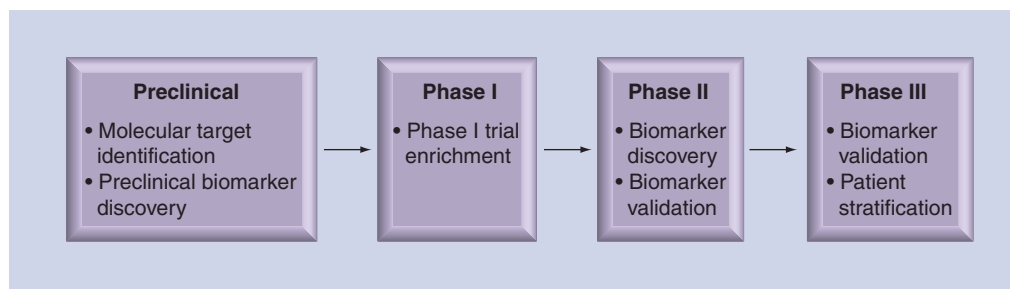 Preclinical
• Molecular target
identification
• Preclinical biomarker
discovery
Phase I
• Phase I trial
enrichment
Phase II
• Biomarker
discovery
• Biomarker
validation
Phase III
• Biomarker
validation
• Patient
stratification